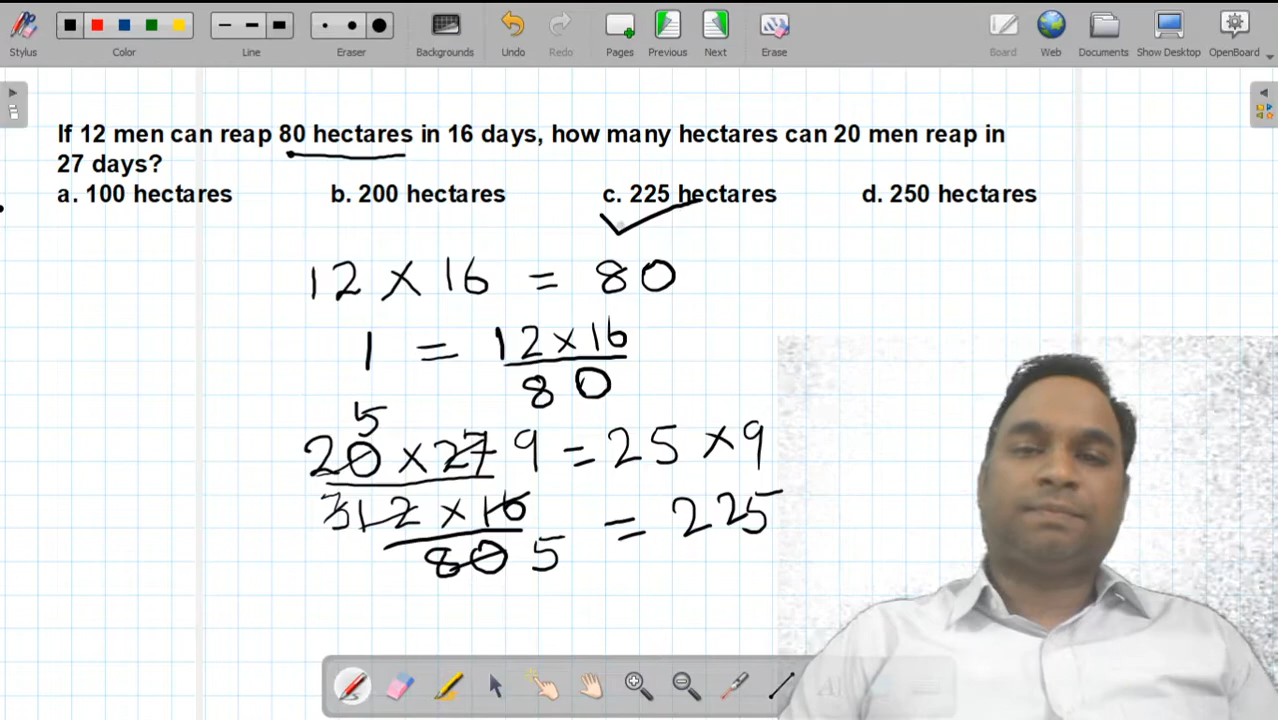 Stylus Color Line Eraser Backgrounds Undo Redo Pages Previous Next Erase Board Web Documents Show Desktop OpenBoard
If 12 men can reap 80 hectares in 16 days, how many hectares can 20 men reap in
27 days?
a. 100 hectares b. 200 hectares c. 225 hectares d. 250 hectares
12 × 16 = 80
1 = 12 × 16
80
5
20 × 27 9 = 25 × 9
3 12 × 16 = 225
80 5